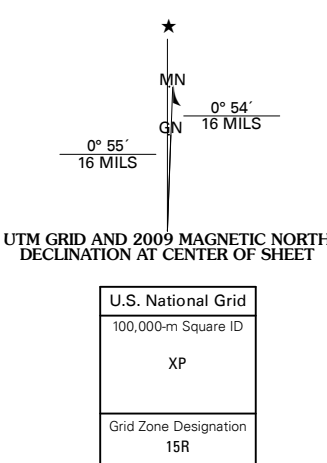 ★
MN
GN
0° 54´
16 MILS
0° 55´
16 MILS
UTM GRID AND 2009 MAGNETIC NORTH
DECLINATION AT CENTER OF SHEET
U.S. National Grid
100,000-m Square ID
XP
Grid Zone Designation
15R